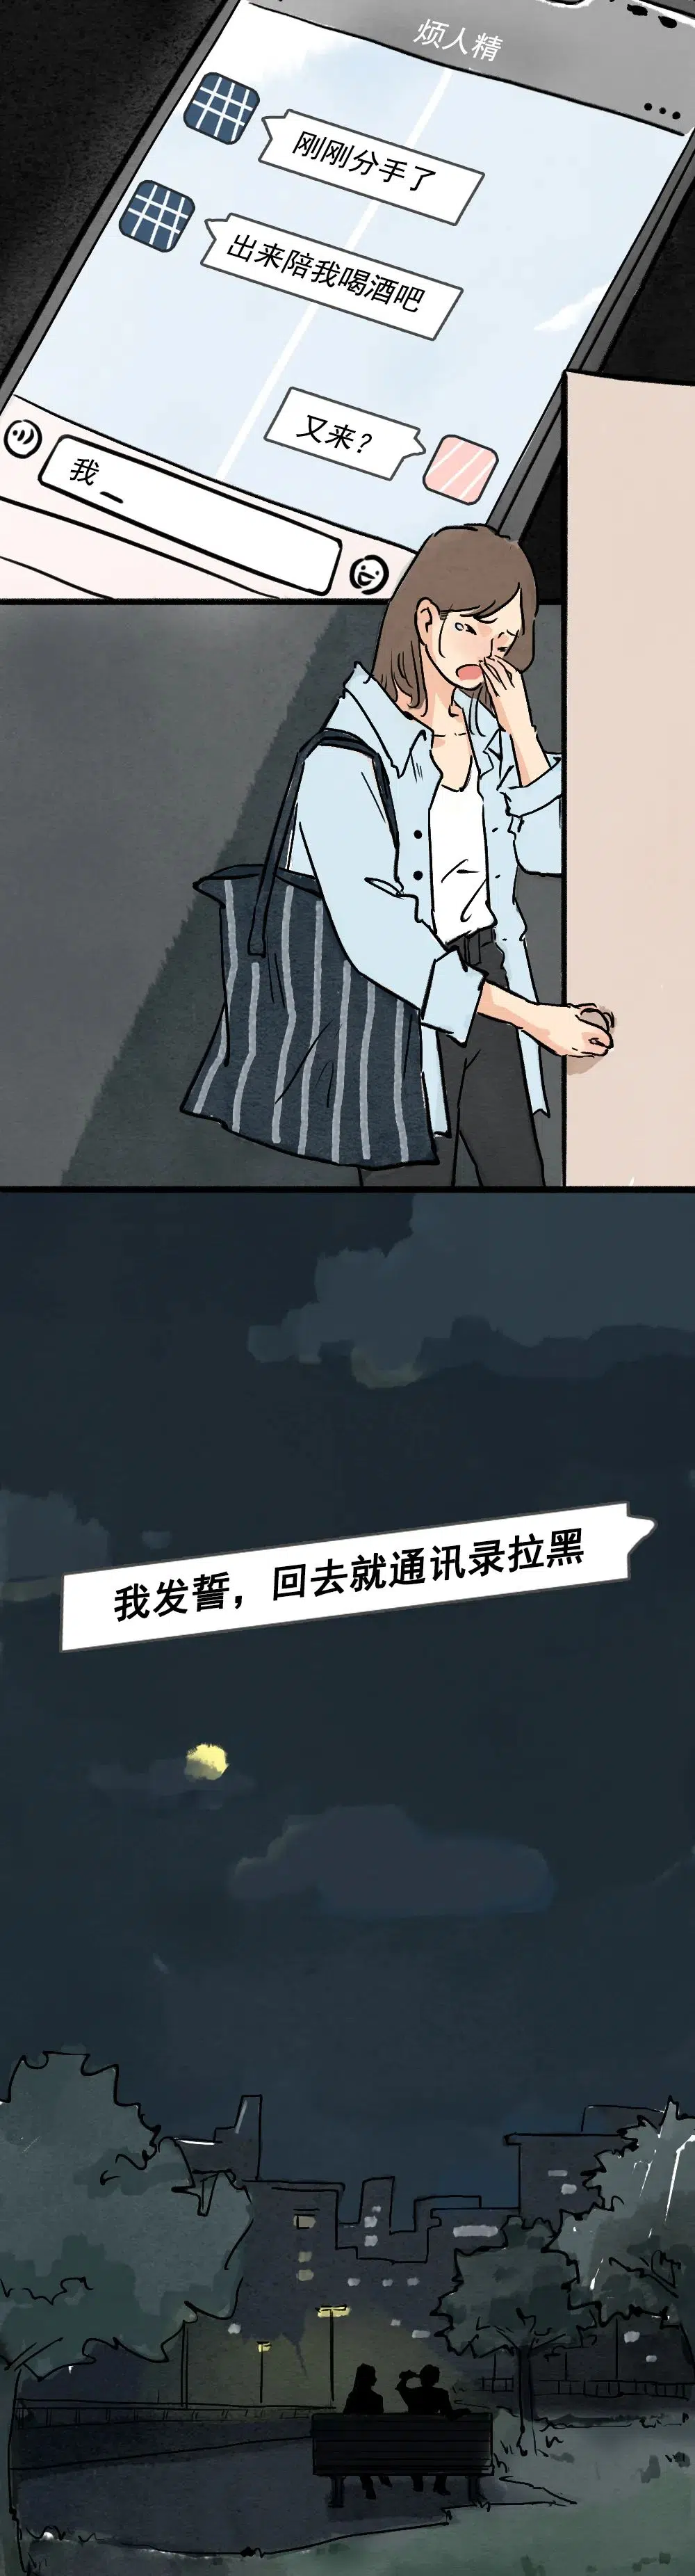 烦人精
刚刚分手了
出来陪我喝酒吧
又来？
我
我发誓，回去就通讯录拉黑